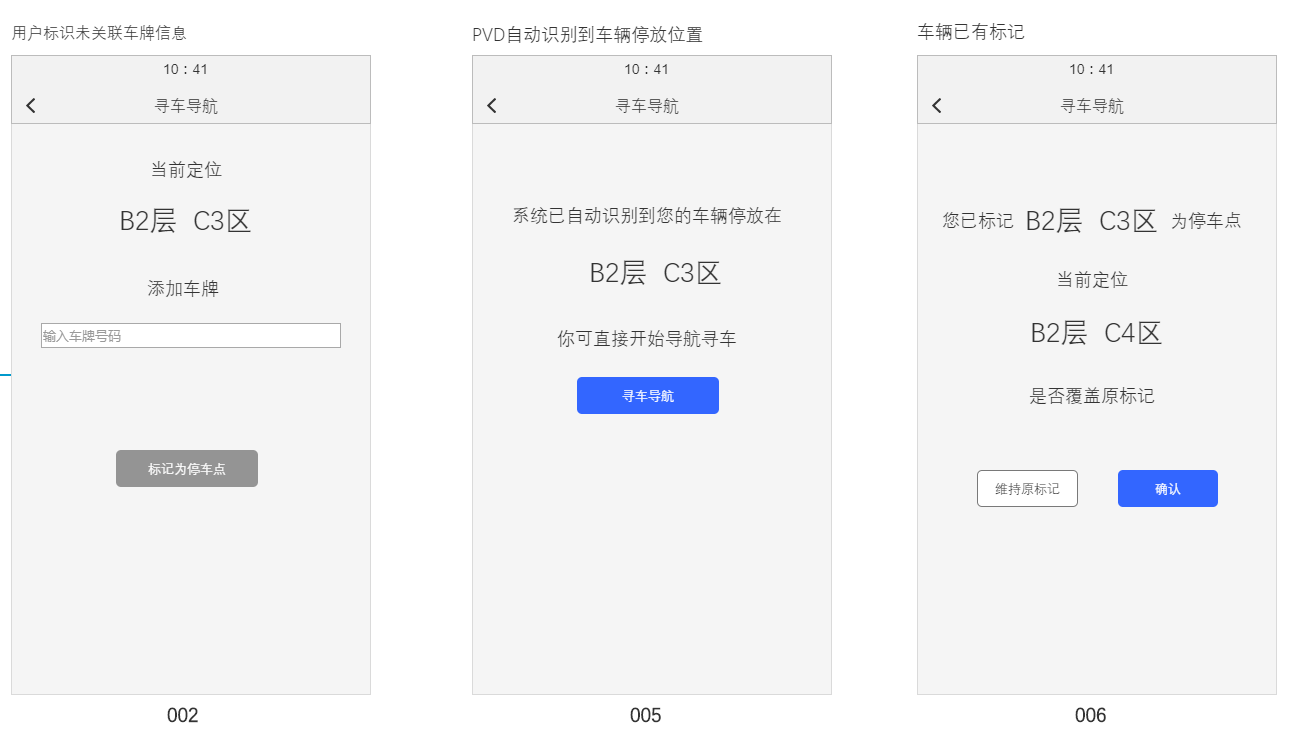 用户标识未关联车牌信息
10：41
寻车导航
当前定位
B2层 C3区
添加车牌
输入车牌号码
标记为停车点
002
PVD自动识别到车辆停放位置
10：41
寻车导航
系统已自动识别到您的车辆停放在
B2层 C3区
你可直接开始导航寻车
寻车导航
005
车辆已有标记
10：41
寻车导航
您已标记 B2层 C3区 为停车点
当前定位
B2层 C4区
是否覆盖原标记
维持原标记 确认
006